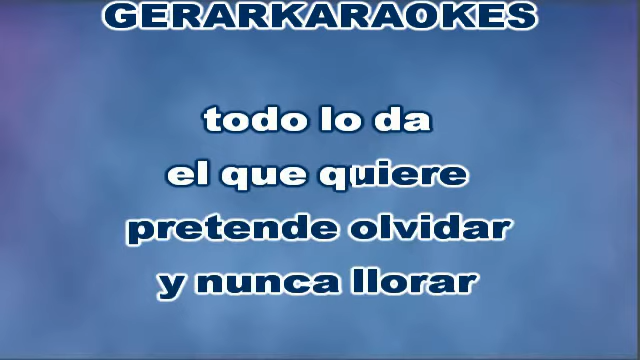 GERARKARAOKES
todo lo da
el que quiere
pretende olvidar
y nunca llorar